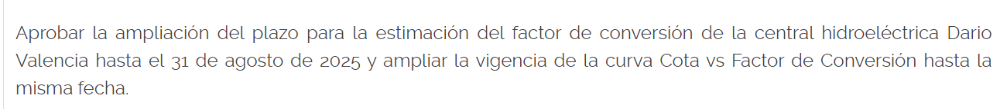 Aprobar la ampliación del plazo para la estimación del factor de conversión de la central hidroeléctrica Dario
Valencia hasta el 31 de agosto de 2025 y ampliar la vigencia de la curva Cota vs Factor de Conversión hasta la
misma fecha.